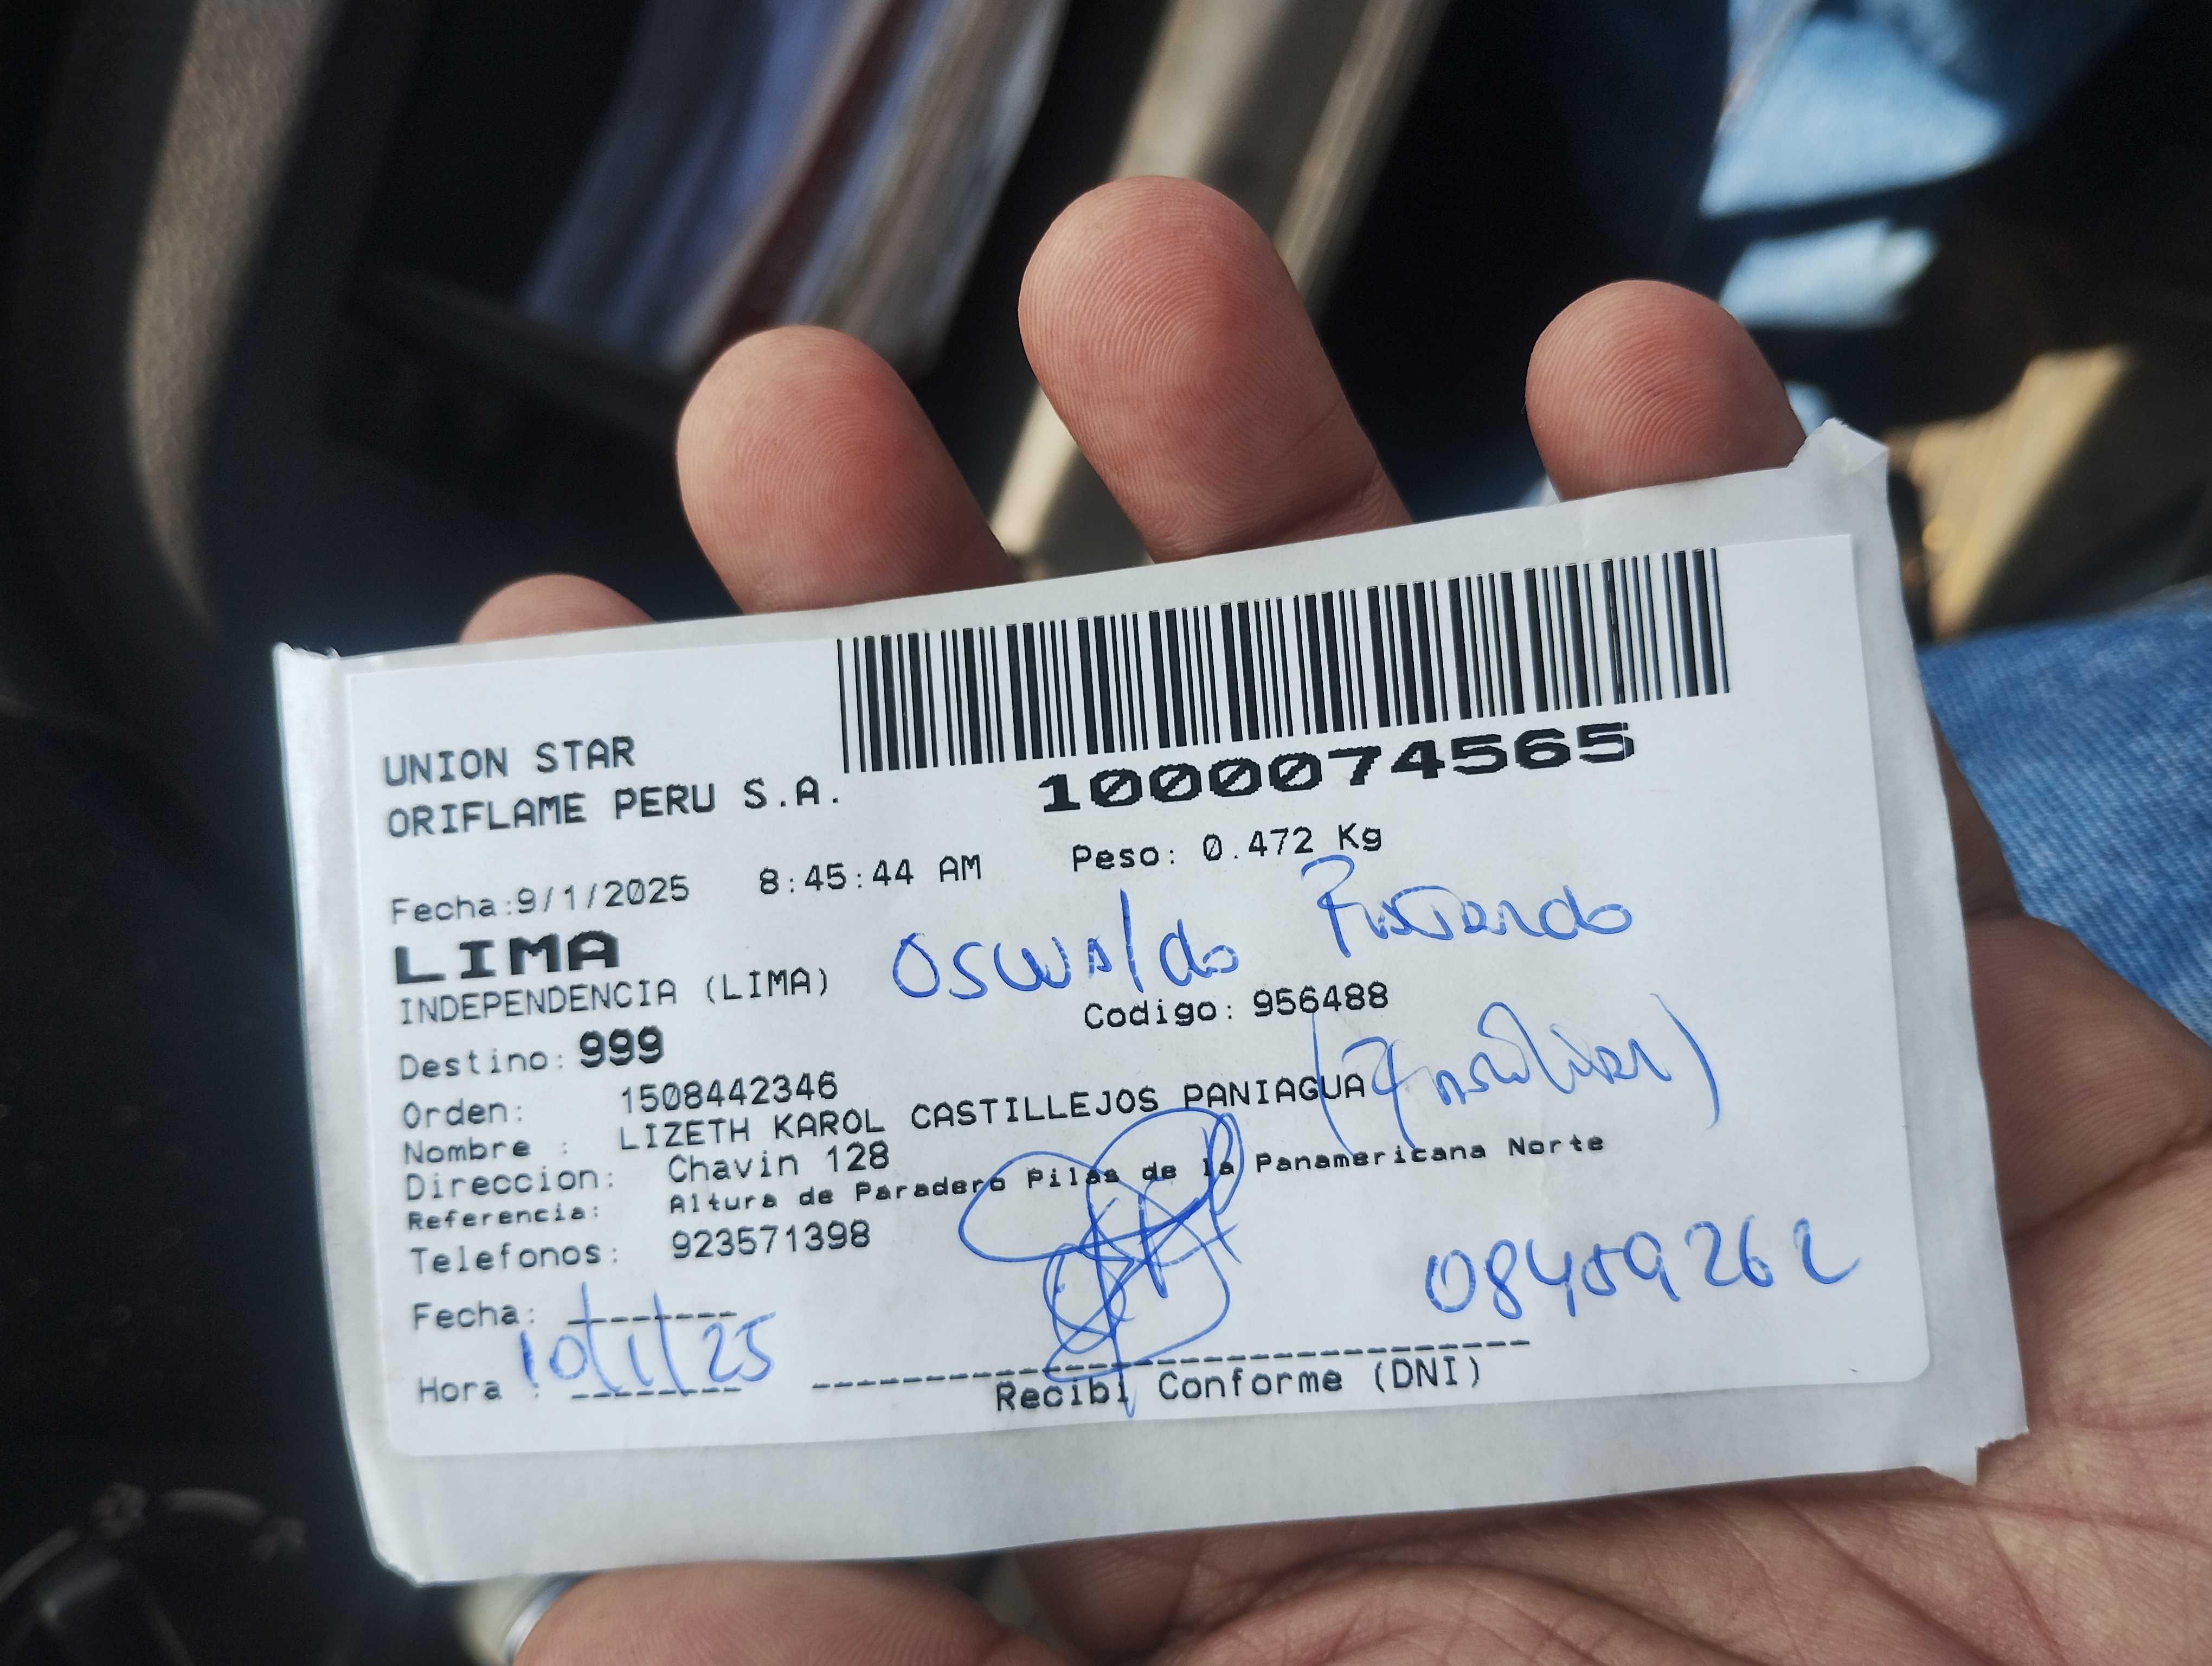 UNION STAR
ORIFLAME PERU S.A.
1000074565
Fecha:9/1/2025 8:45:44 AM Peso: 0.472 Kg
LIMA
INDEPENDENCIA (LIMA)
Oswaldo
Codigo: 956488
Destino: 999
Orden: 1508442346
Nombre : LIZETH KAROL CASTILLEJOS PANIAGUA
Direccion: Chavin 128
Referencia: Altura de Paradero Pilas de la Panamericana Norte
Telefonos: 923571398
08459262
Fecha: 10/1/25
Hora :
Recibi Conforme (DNI)